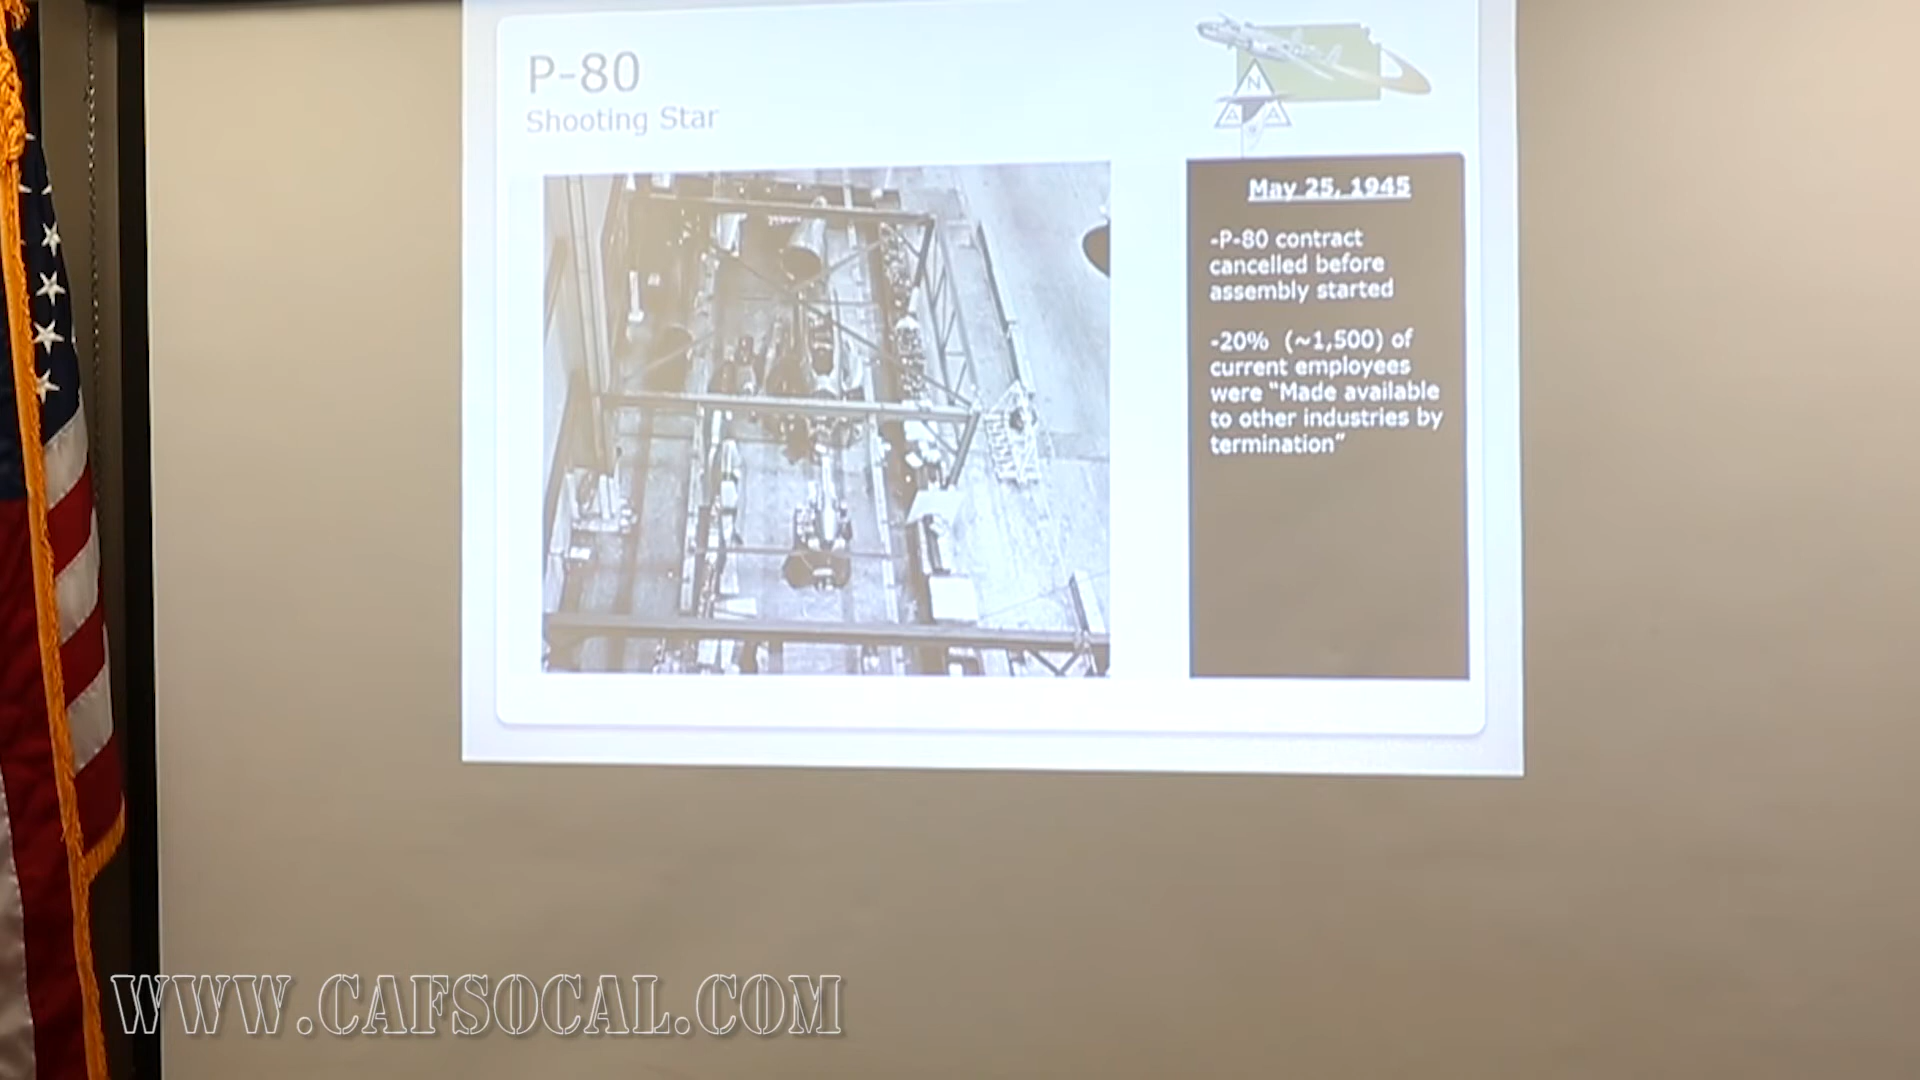 P-80
Shooting Star
N
A A
May 25, 1945
-P-80 contract
cancelled before
assembly started
-20% (~1,500) of
current employees
were “Made available
to other industries by
termination”
WWW.CAFSOCAL.COM